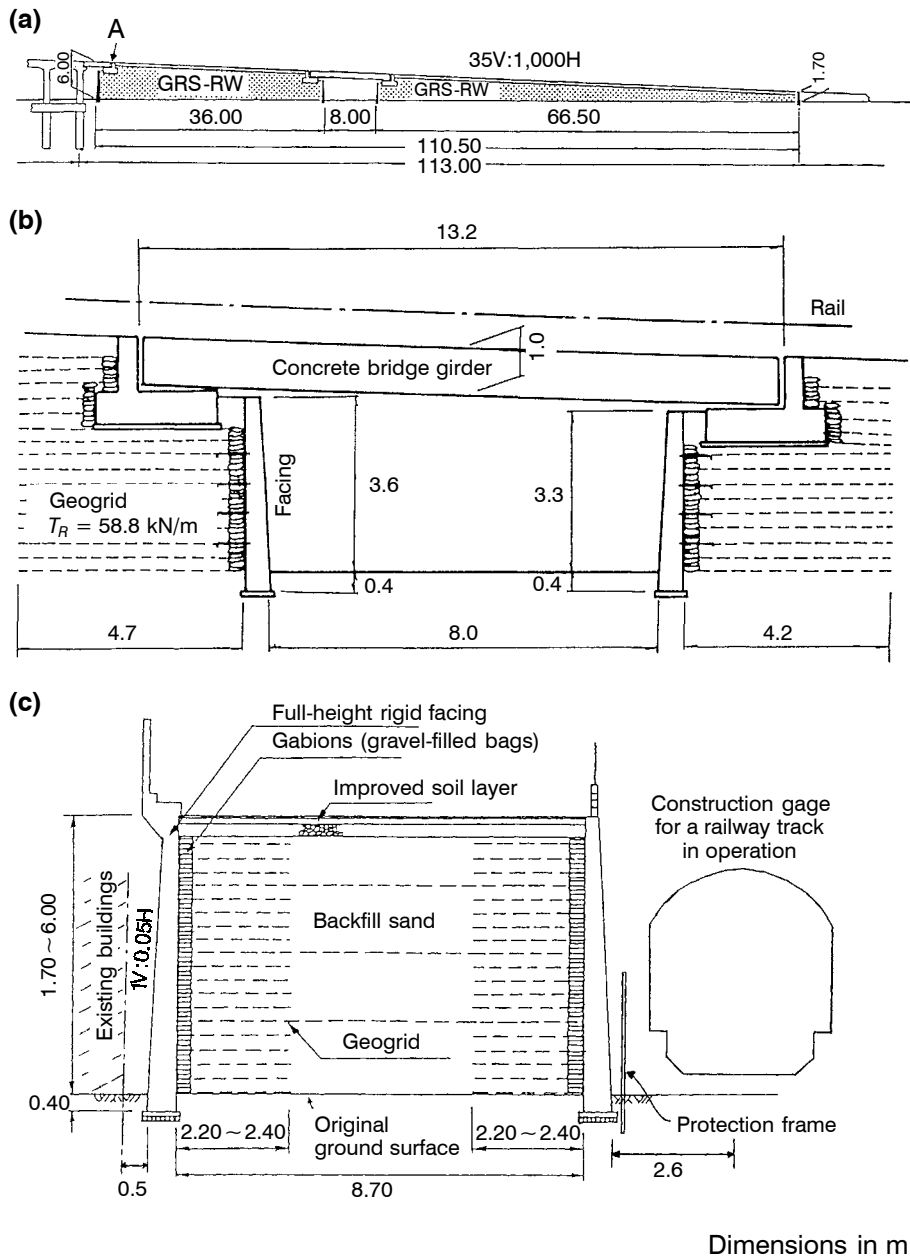 (a)
A
6.00
35V:1,000H
1.70
GRS-RW
GRS-RW
36.00
8.00
66.50
110.50
113.00
(b)
13.2
Rail
1.0
Concrete bridge girder
Facing
3.6
3.3
Geogrid
T_R = 58.8 kN/m
0.4
0.4
4.7
8.0
4.2
(c)
Full-height rigid facing
Gabions (gravel-filled bags)
Improved soil layer
Construction gage
for a railway track
in operation
1.70 ~ 6.00
Existing buildings
1V:0.05H
Backfill sand
Geogrid
0.40
2.20 ~ 2.40
Original
ground surface
2.20 ~ 2.40
Protection frame
0.5
8.70
2.6
Dimensions in m